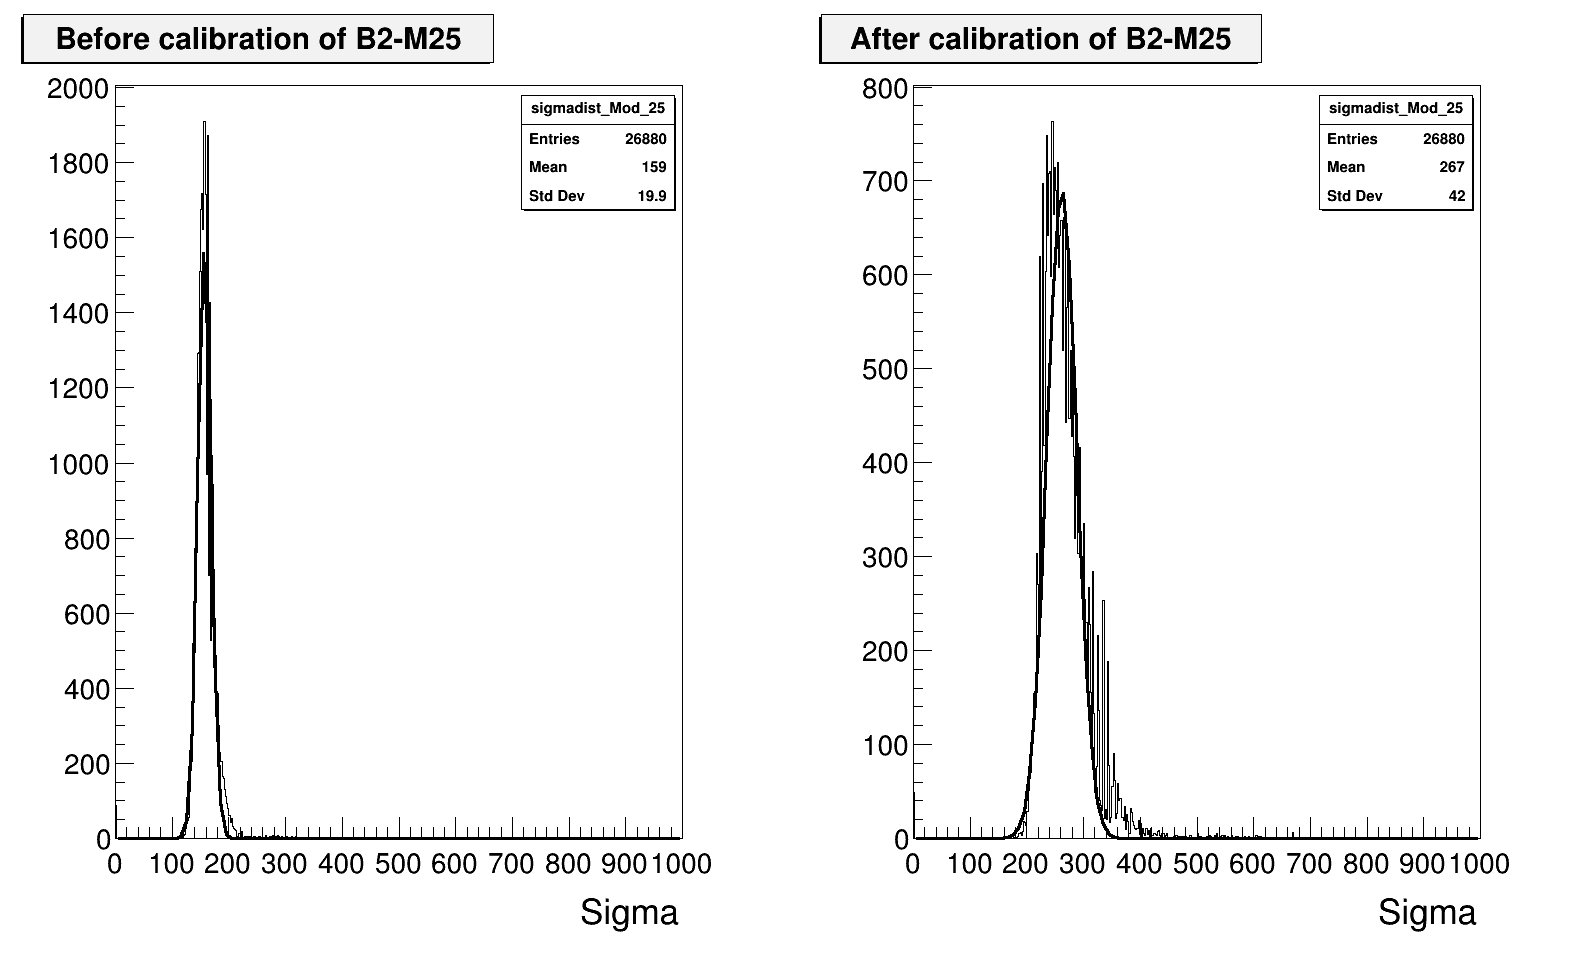 Before calibration of B2-M25
2000
1800
1600
1400
1200
1000
800
600
400
200
0
sigmadist_Mod_25
Entries 26880
Mean 159
Std Dev 19.9
0 100 200 300 400 500 600 700 800 900 1000
Sigma
After calibration of B2-M25
800
700
600
500
400
300
200
100
0
sigmadist_Mod_25
Entries 26880
Mean 267
Std Dev 42
0 100 200 300 400 500 600 700 800 900 1000
Sigma